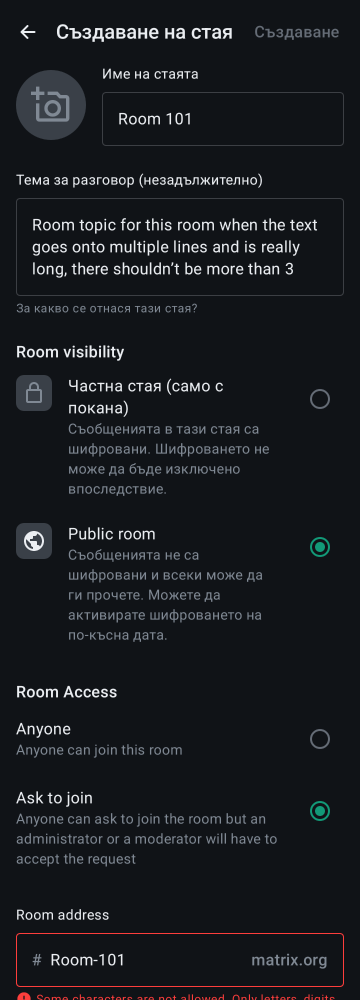 Създаване на стая
Създаване
Име на стаята
Room 101
Тема за разговор (незадължително)
Room topic for this room when the text
goes onto multiple lines and is really
long, there shouldn’t be more than 3
За какво се отнася тази стая?
Room visibility
Частна стая (само с
покана)
Съобщенията в тази стая са
шифровани. Шифроването не
може да бъде изключено
впоследствие.
Public room
Съобщенията не са
шифровани и всеки може да
ги прочете. Можете да
активирате шифроването на
по-късна дата.
Room Access
Anyone
Anyone can join this room
Ask to join
Anyone can ask to join the room but an
administrator or a moderator will have to
accept the request
Room address
# Room-101 matrix.org
Some characters are not allowed. Only letters, digits